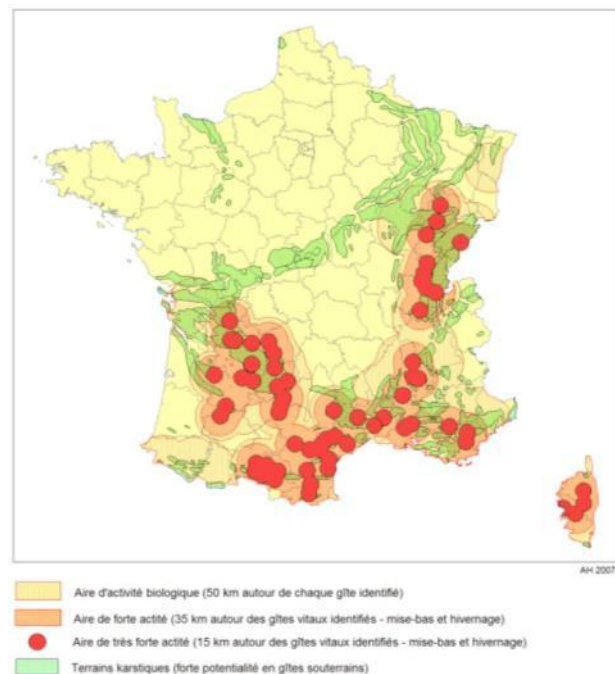 AH 2007
Aire d'activité biologique (50 km autour de chaque gîte identifié)
Aire de forte actité (35 km autour des gîtes vitaux identifiés - mise-bas et hivernage)
Aire de très forte actité (15 km autour des gîtes vitaux identifiés - mise-bas et hivernage)
Terrains karstiques (forte potentialité en gîtes souterrains)